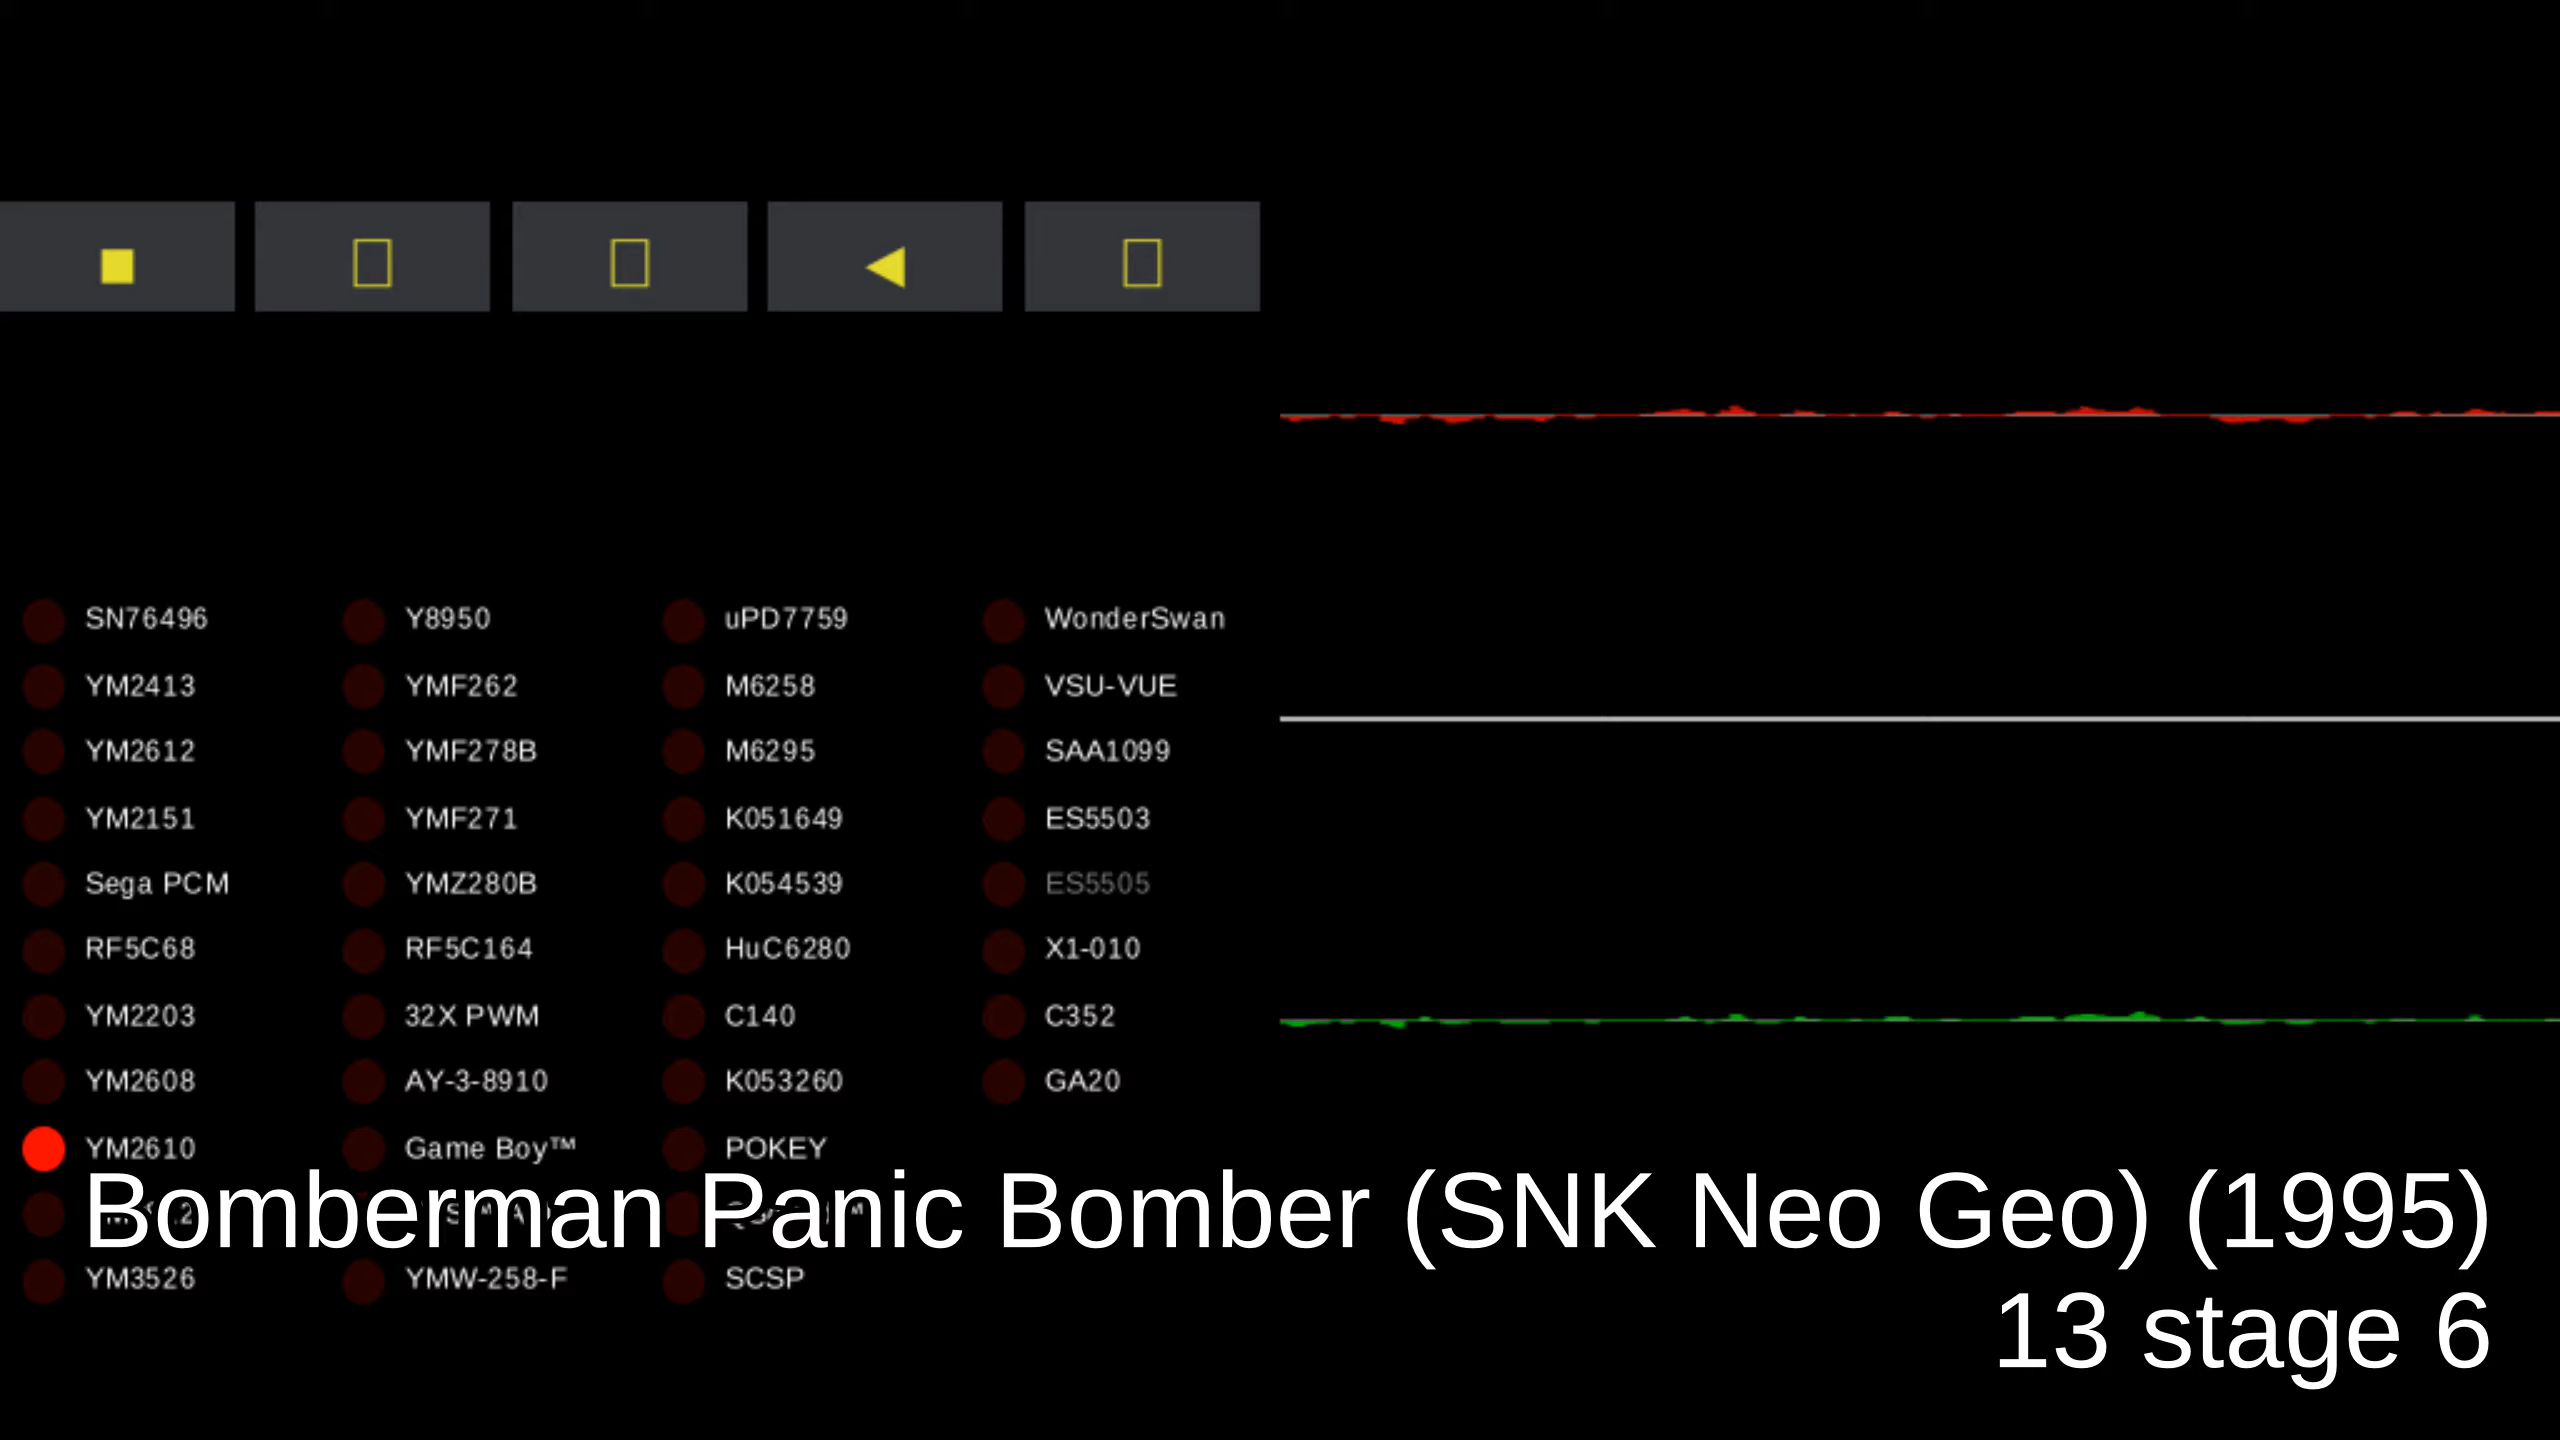 SN76496 Y8950 uPD7759 WonderSwan
YM2413 YMF262 M6258 VSU-VUE
YM2612 YMF278B M6295 SAA1099
YM2151 YMF271 K051649 ES5503
Sega PCM YMZ280B K054539 ES5505
RF5C68 RF5C164 HuC6280 X1-010
YM2203 32X PWM C140 C352
YM2608 AY-3-8910 K053260 GA20
YM2610 Game Boy™ POKEY
Bomberman Panic Bomber (SNK Neo Geo) (1995)
YM3526 YMW-258-F SCSP
13 stage 6